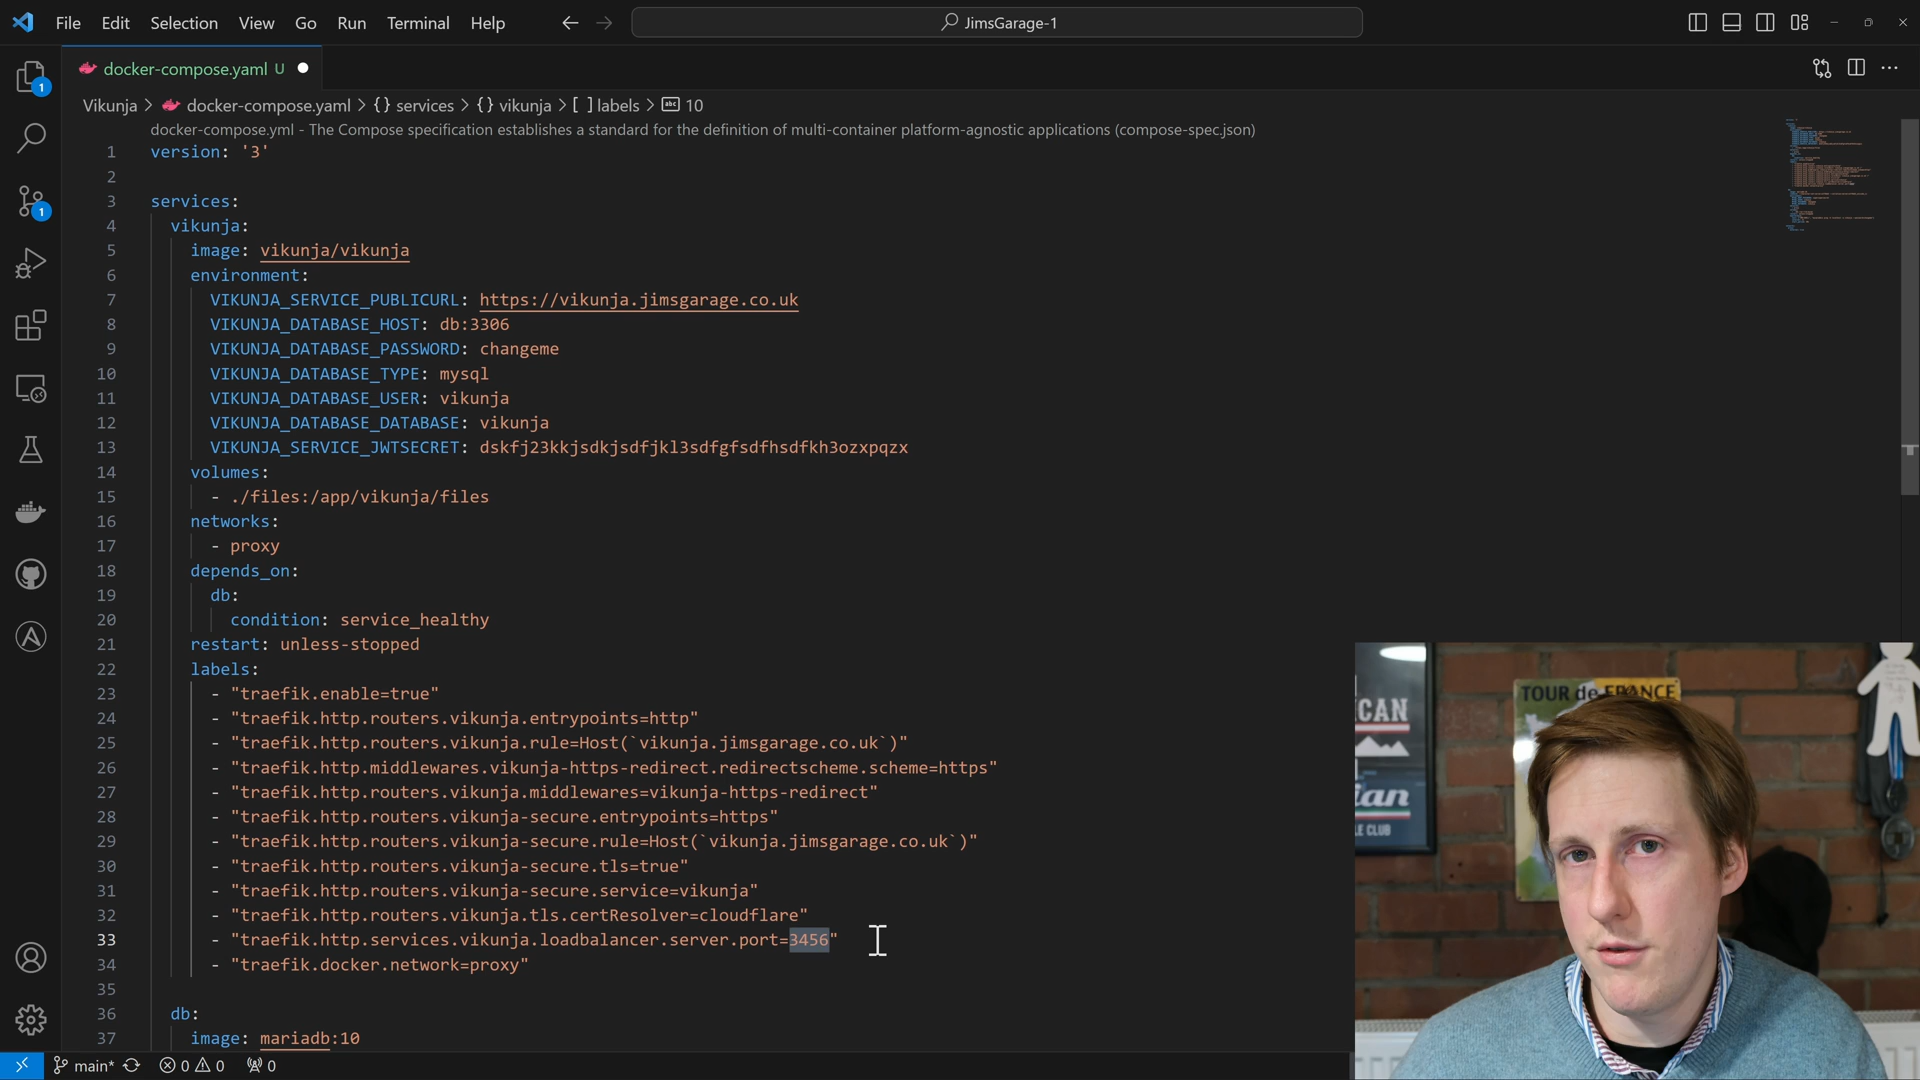 File Edit Selection View Go Run Terminal Help JimsGarage-1
docker-compose.yaml U
Vikunja > docker-compose.yaml > {} services > {} vikunja > [ ] labels > abc 10
docker-compose.yml - The Compose specification establishes a standard for the definition of multi-container platform-agnostic applications (compose-spec.json)
1 version: '3'
2
3 services:
4 vikunja:
5 image: vikunja/vikunja
6 environment:
7 VIKUNJA_SERVICE_PUBLICURL: https://vikunja.jimsgarage.co.uk
8 VIKUNJA_DATABASE_HOST: db:3306
9 VIKUNJA_DATABASE_PASSWORD: changeme
10 VIKUNJA_DATABASE_TYPE: mysql
11 VIKUNJA_DATABASE_USER: vikunja
12 VIKUNJA_DATABASE_DATABASE: vikunja
13 VIKUNJA_SERVICE_JWTSECRET: dskfj23kkjsdkjsdfjkl3sdfgfsdfhsdfkh3ozxpqzx
14 volumes:
15 - ./files:/app/vikunja/files
16 networks:
17 - proxy
18 depends_on:
19 db:
20 condition: service_healthy
21 restart: unless-stopped
22 labels:
23 - "traefik.enable=true"
24 - "traefik.http.routers.vikunja.entrypoints=http"
25 - "traefik.http.routers.vikunja.rule=Host(`vikunja.jimsgarage.co.uk`)"
26 - "traefik.http.middlewares.vikunja-https-redirect.redirectscheme.scheme=https"
27 - "traefik.http.routers.vikunja.middlewares=vikunja-https-redirect"
28 - "traefik.http.routers.vikunja-secure.entrypoints=https"
29 - "traefik.http.routers.vikunja-secure.rule=Host(`vikunja.jimsgarage.co.uk`)"
30 - "traefik.http.routers.vikunja-secure.tls=true"
31 - "traefik.http.routers.vikunja-secure.service=vikunja"
32 - "traefik.http.routers.vikunja.tls.certResolver=cloudflare"
33 - "traefik.http.services.vikunja.loadbalancer.server.port=3456"
34 - "traefik.docker.network=proxy"
35
36 db:
37 image: mariadb:10
1
1
main* 0 0 0
TOUR de FRANCE
ICAN
ian
LE CLUB